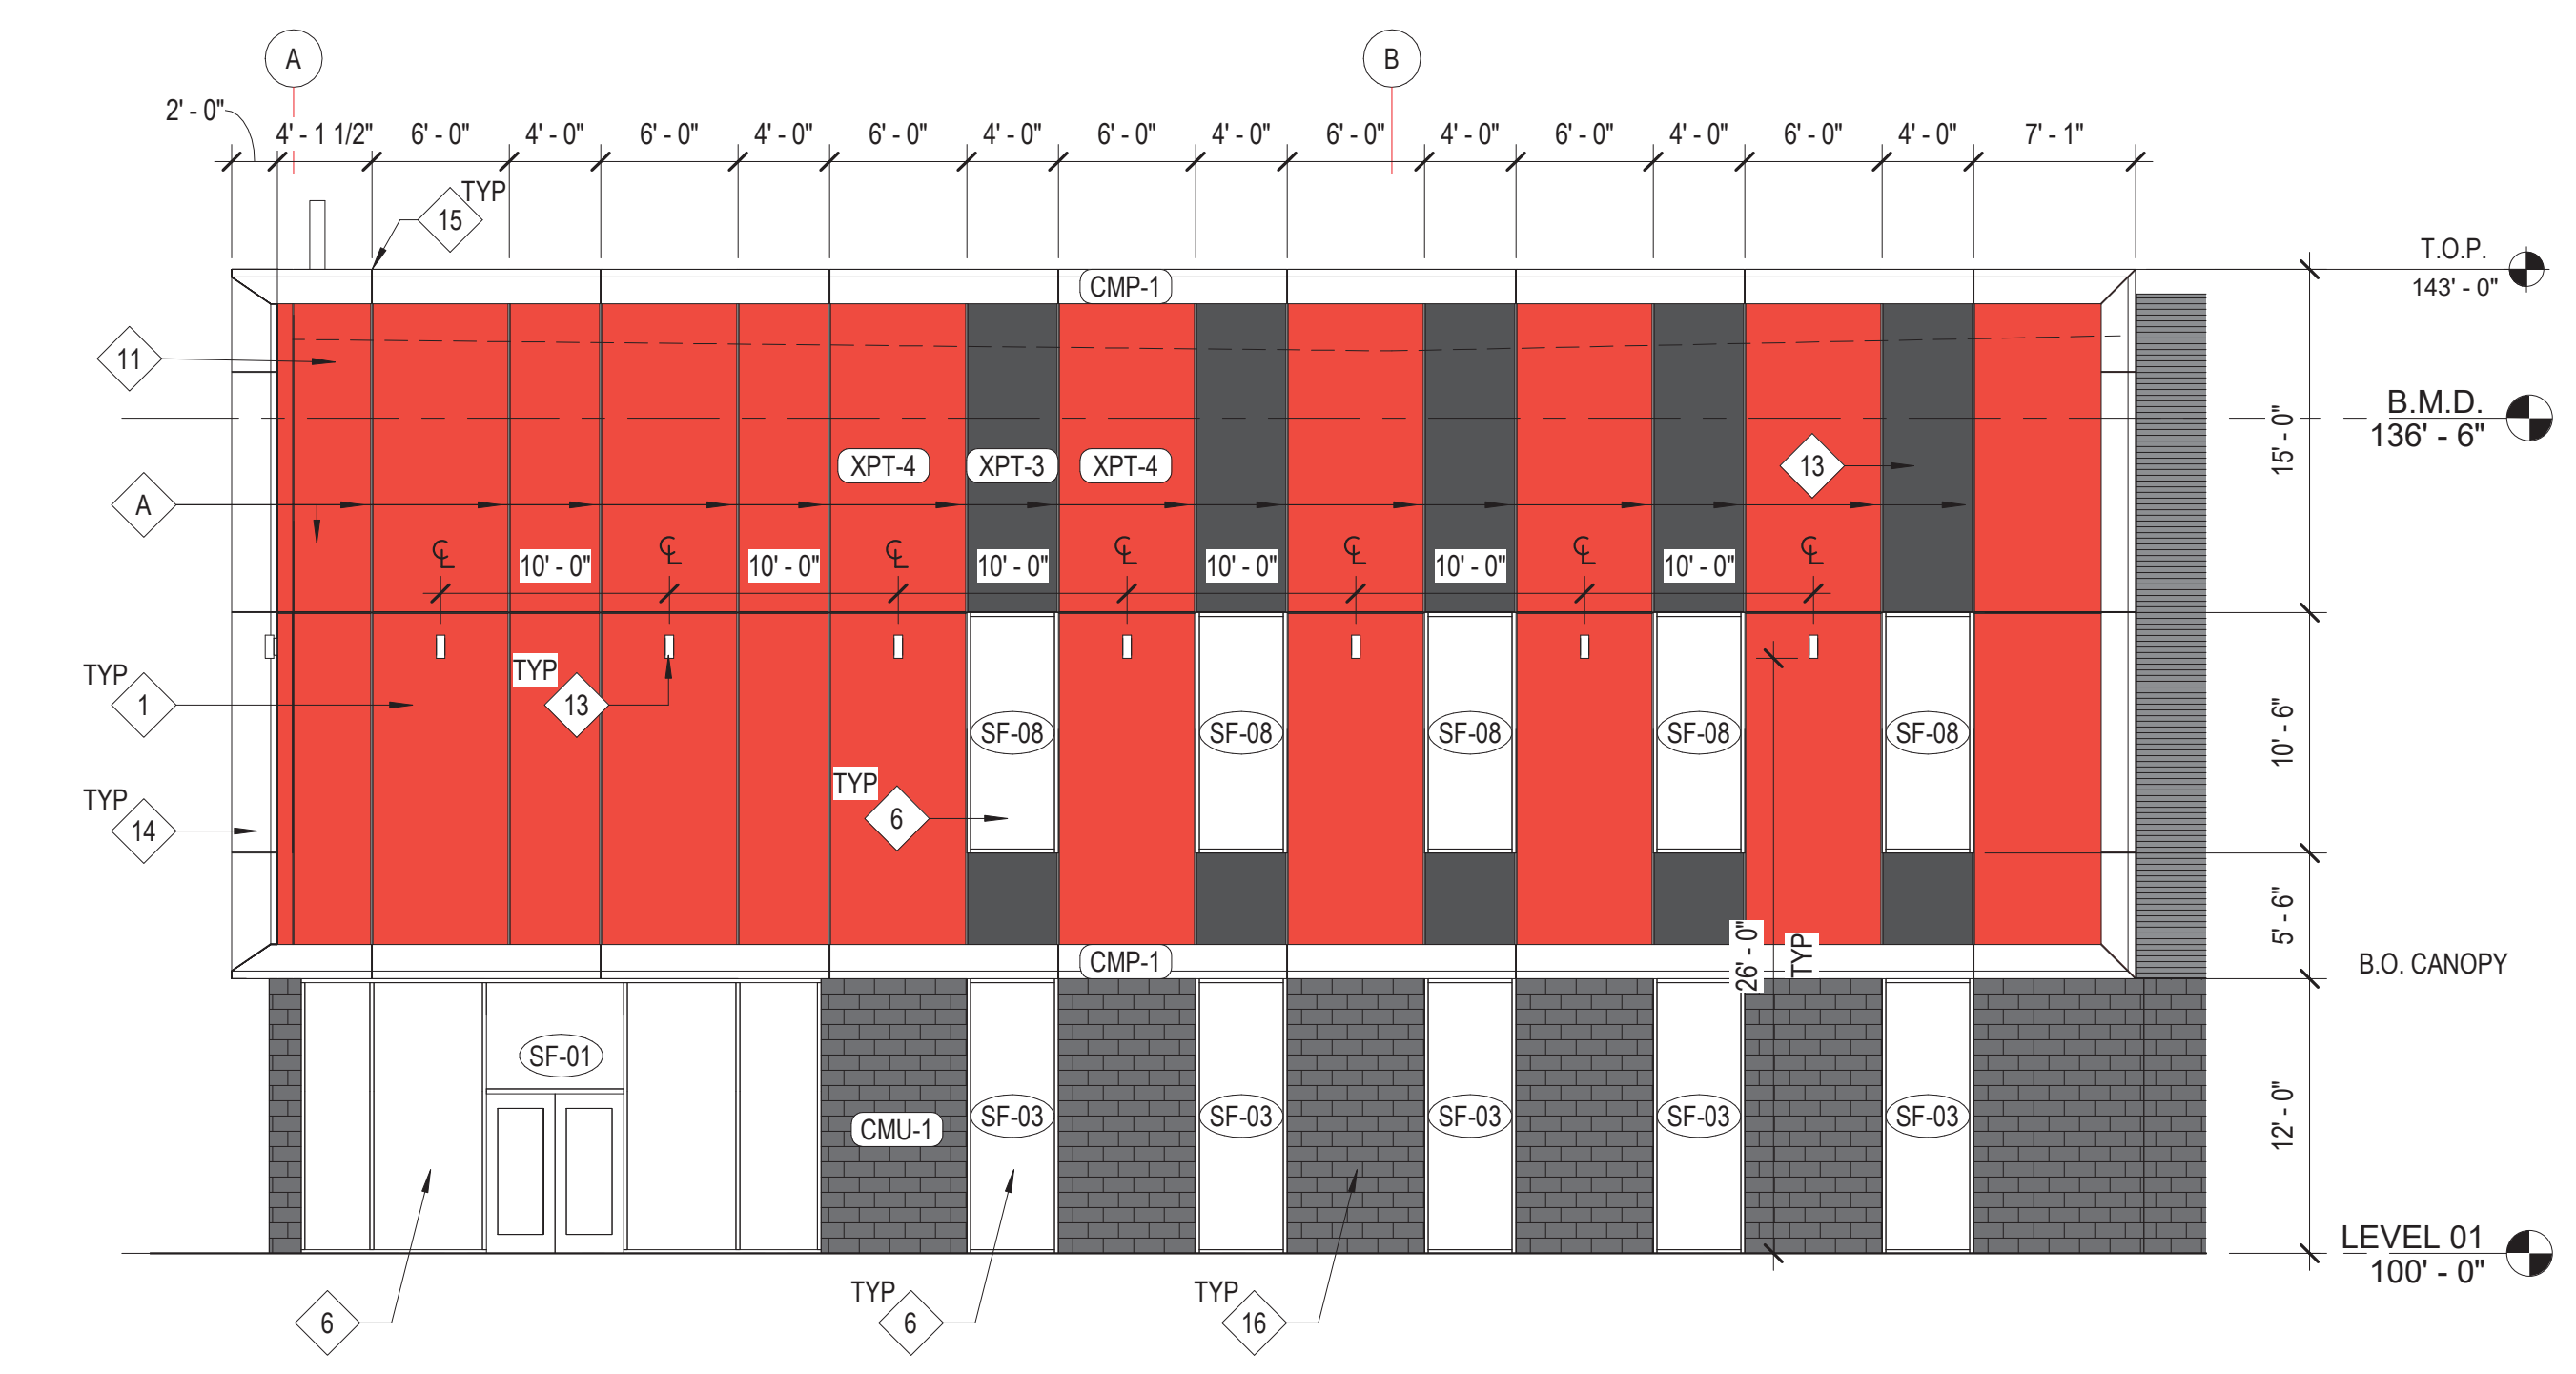 A
B
2' - 0"
4' - 1 1/2"
6' - 0"
4' - 0"
6' - 0"
4' - 0"
6' - 0"
4' - 0"
6' - 0"
4' - 0"
6' - 0"
4' - 0"
6' - 0"
4' - 0"
6' - 0"
4' - 0"
7' - 1"
TYP
15
T.O.P.
143' - 0"
CMP-1
11
B.M.D.
136' - 6"
15' - 0"
XPT-4
XPT-3
XPT-4
13
A
℄
℄
℄
℄
℄
℄
℄
10' - 0"
10' - 0"
10' - 0"
10' - 0"
10' - 0"
10' - 0"
TYP
1
TYP
13
SF-08
SF-08
SF-08
SF-08
SF-08
10' - 6"
TYP
6
TYP
14
5' - 6"
26' - 0"
TYP
CMP-1
B.O. CANOPY
SF-01
CMU-1
SF-03
SF-03
SF-03
SF-03
SF-03
12' - 0"
LEVEL 01
100' - 0"
6
TYP
6
TYP
16